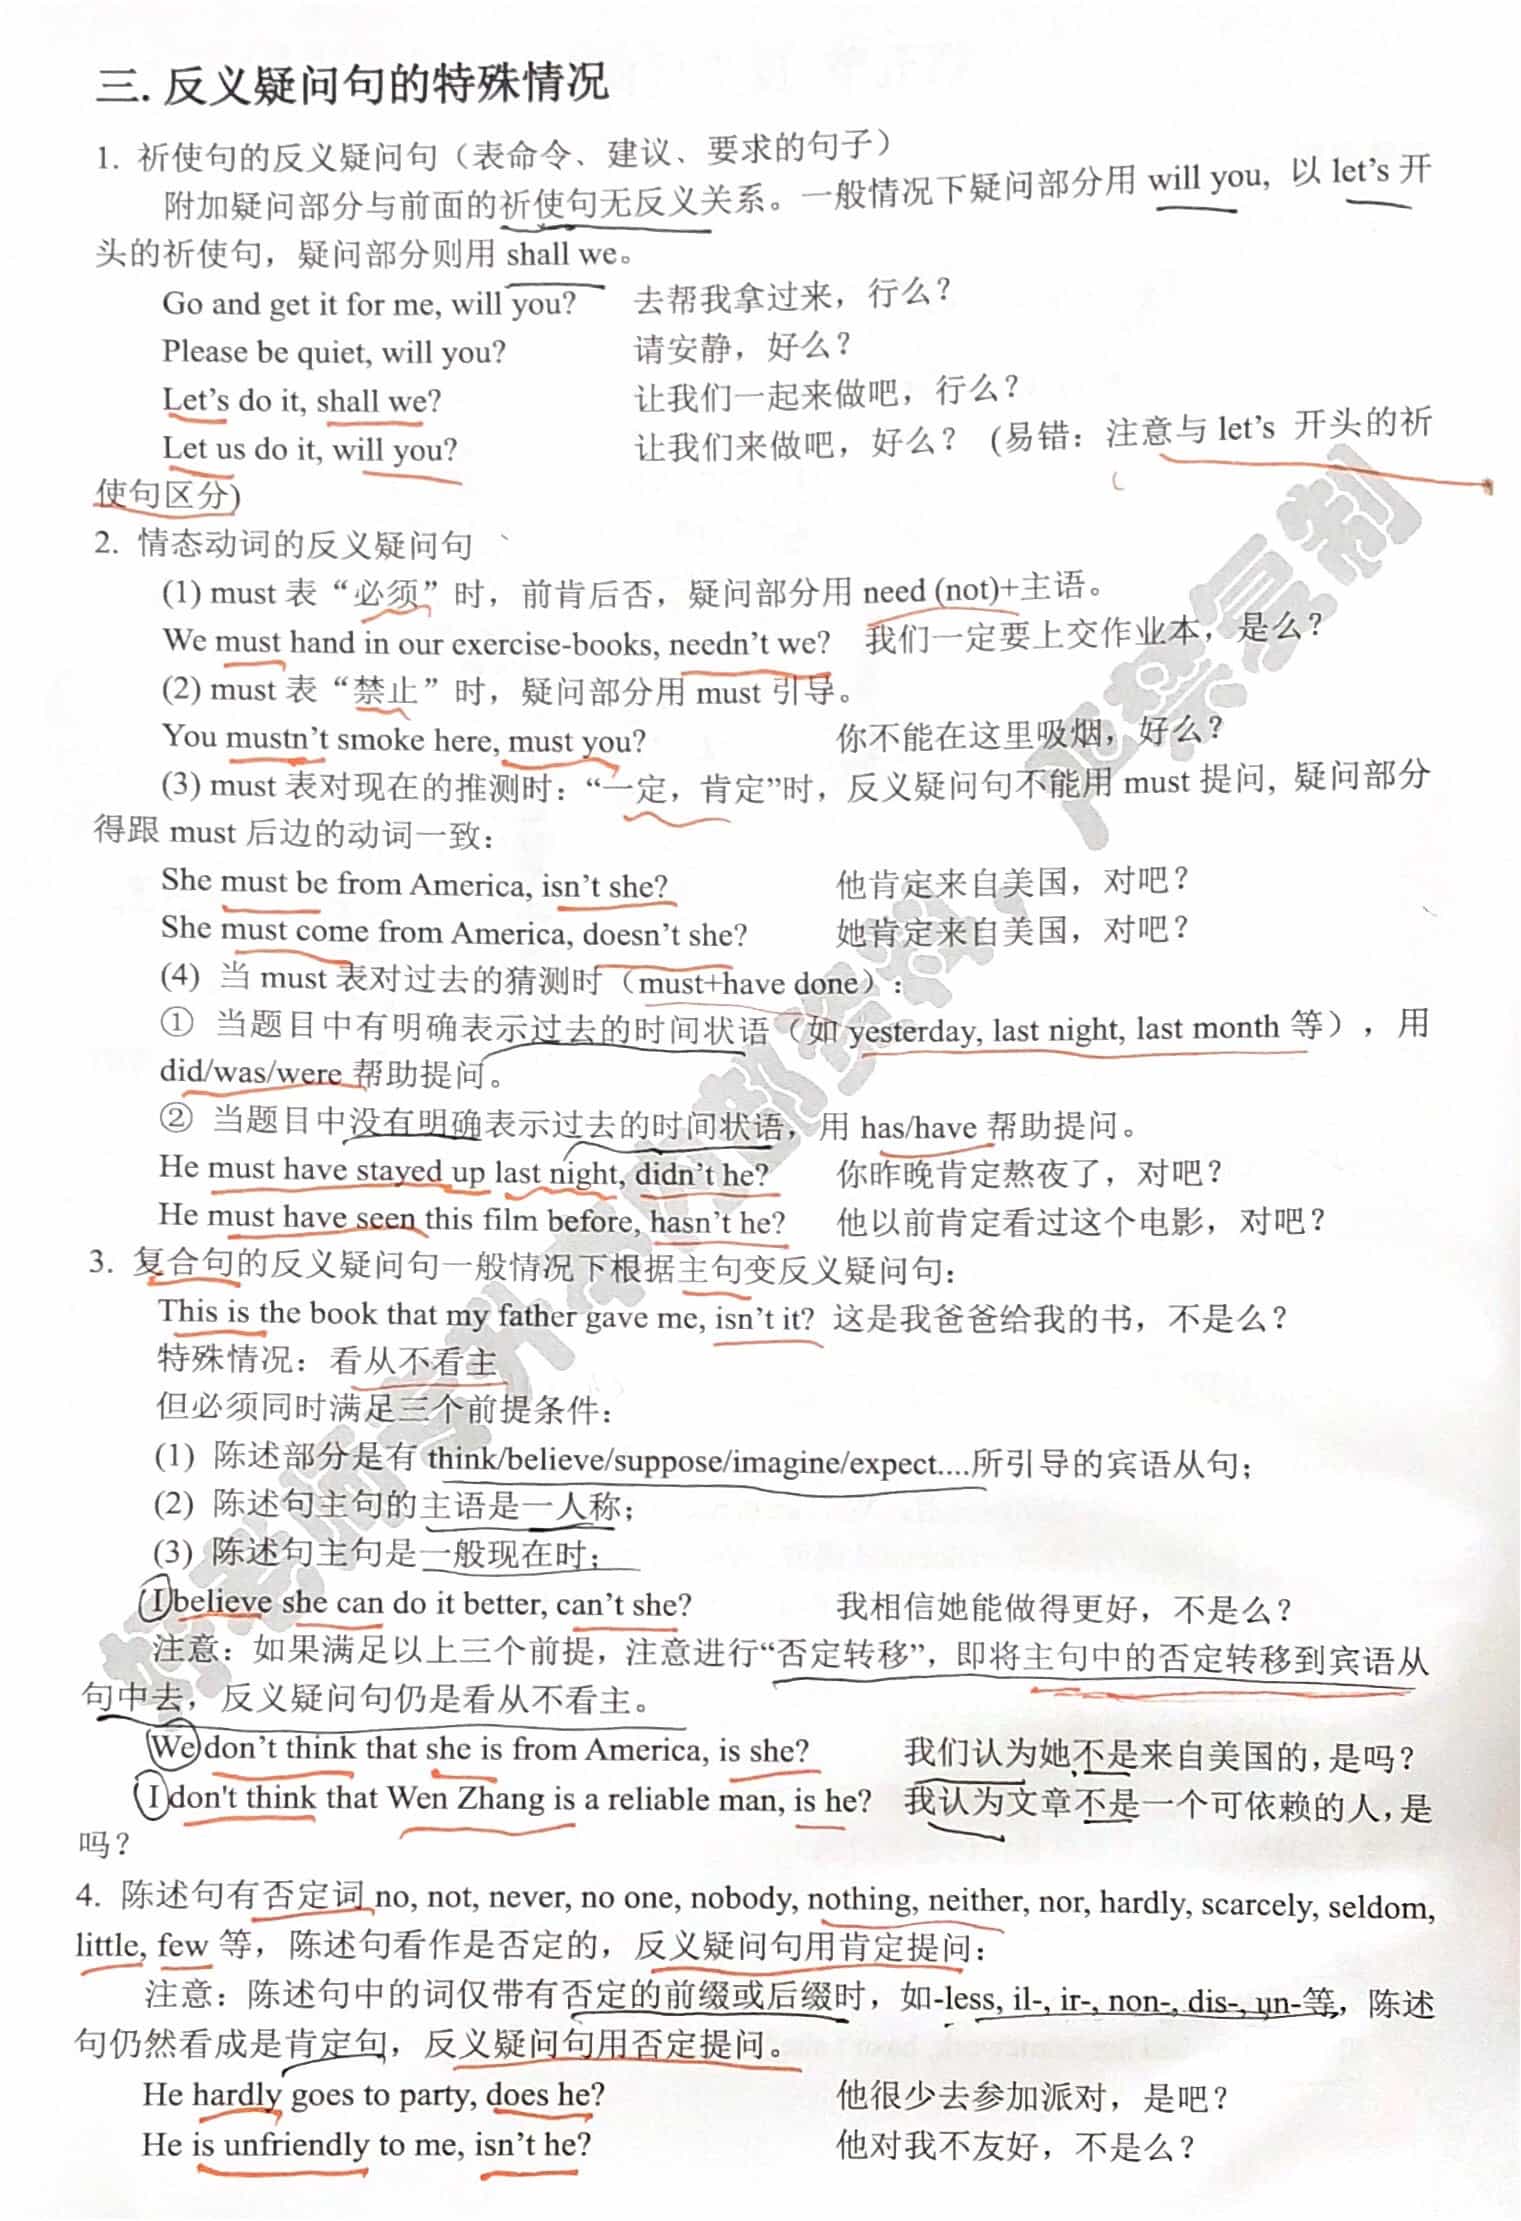 三. 反义疑问句的特殊情况
1. 祈使句的反义疑问句（表命令、建议、要求的句子）
附加疑问部分与前面的祈使句无反义关系。一般情况下疑问部分用 will you, 以 let's 开
头的祈使句，疑问部分则用 shall we。
Go and get it for me, will you? 去帮我拿过来，行么？
Please be quiet, will you? 请安静，好么？
Let's do it, shall we? 让我们一起来做吧，行么？
Let us do it, will you? 让我们来做吧，好么？ (易错：注意与 let's 开头的祈
使句区分)
2. 情态动词的反义疑问句
(1) must 表“必须”时，前肯后否，疑问部分用 need (not)+主语。
We must hand in our exercise-books, needn't we? 我们一定要上交作业本，是么？
(2) must 表“禁止”时，疑问部分用 must 引导。
You mustn't smoke here, must you? 你不能在这里吸烟，好么？
(3) must 表对现在的推测时：“一定，肯定”时，反义疑问句不能用 must 提问, 疑问部分
得跟 must 后边的动词一致：
She must be from America, isn't she? 他肯定来自美国，对吧？
She must come from America, doesn't she? 她肯定来自美国，对吧？
(4) 当 must 表对过去的猜测时（must+have done）:
① 当题目中有明确表示过去的时间状语（如 yesterday, last night, last month 等），用
did/was/were 帮助提问。
② 当题目中没有明确表示过去的时间状语，用 has/have 帮助提问。
He must have stayed up last night, didn't he? 你昨晚肯定熬夜了，对吧？
He must have seen this film before, hasn't he? 他以前肯定看过这个电影，对吧？
3. 复合句的反义疑问句一般情况下根据主句变反义疑问句：
This is the book that my father gave me, isn't it? 这是我爸爸给我的书，不是么？
特殊情况：看从不看主
但必须同时满足三个前提条件：
(1) 陈述部分是有 think/believe/suppose/imagine/expect....所引导的宾语从句；
(2) 陈述句主句的主语是一人称；
(3) 陈述句主句是一般现在时；
I believe she can do it better, can't she? 我相信她能做得更好，不是么？
注意：如果满足以上三个前提，注意进行“否定转移”，即将主句中的否定转移到宾语从
句中去，反义疑问句仍是看从不看主。
We don't think that she is from America, is she? 我们认为她不是来自美国的，是吗？
I don't think that Wen Zhang is a reliable man, is he? 我认为文章不是一个可依赖的人，是
吗？
4. 陈述句有否定词 no, not, never, no one, nobody, nothing, neither, nor, hardly, scarcely, seldom,
little, few 等，陈述句看作是否定的，反义疑问句用肯定提问：
注意：陈述句中的词仅带有否定的前缀或后缀时，如-less, il-, ir-, non-, dis-, un-等，陈述
句仍然看成是肯定句，反义疑问句用否定提问。
He hardly goes to party, does he? 他很少去参加派对，是吧？
He is unfriendly to me, isn't he? 他对我不友好，不是么？